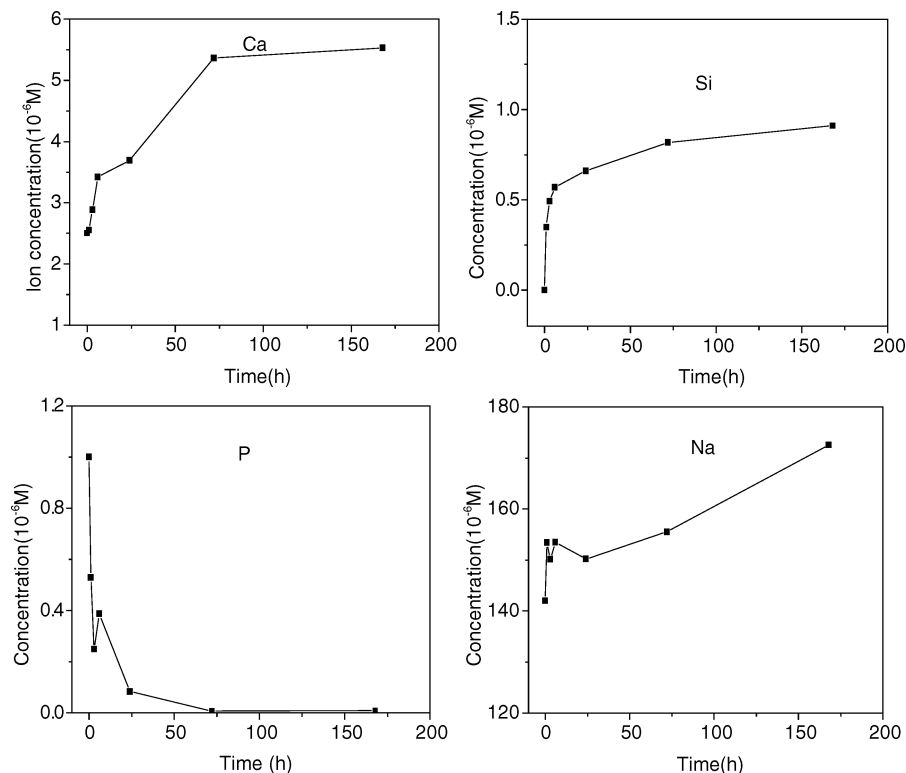 6
5
4
3
2
1
Ion concentration(10⁻⁶M)
Ca
0 50 100 150 200
Time(h)
1.5
1.0
0.5
0.0
Concentration(10⁻⁶M)
Si
0 50 100 150 200
Time(h)
1.2
0.8
0.4
0.0
Concentration(10⁻⁶M)
P
0 50 100 150 200
Time (h)
180
160
140
120
Concentration(10⁻⁶M)
Na
0 50 100 150 200
Time(h)